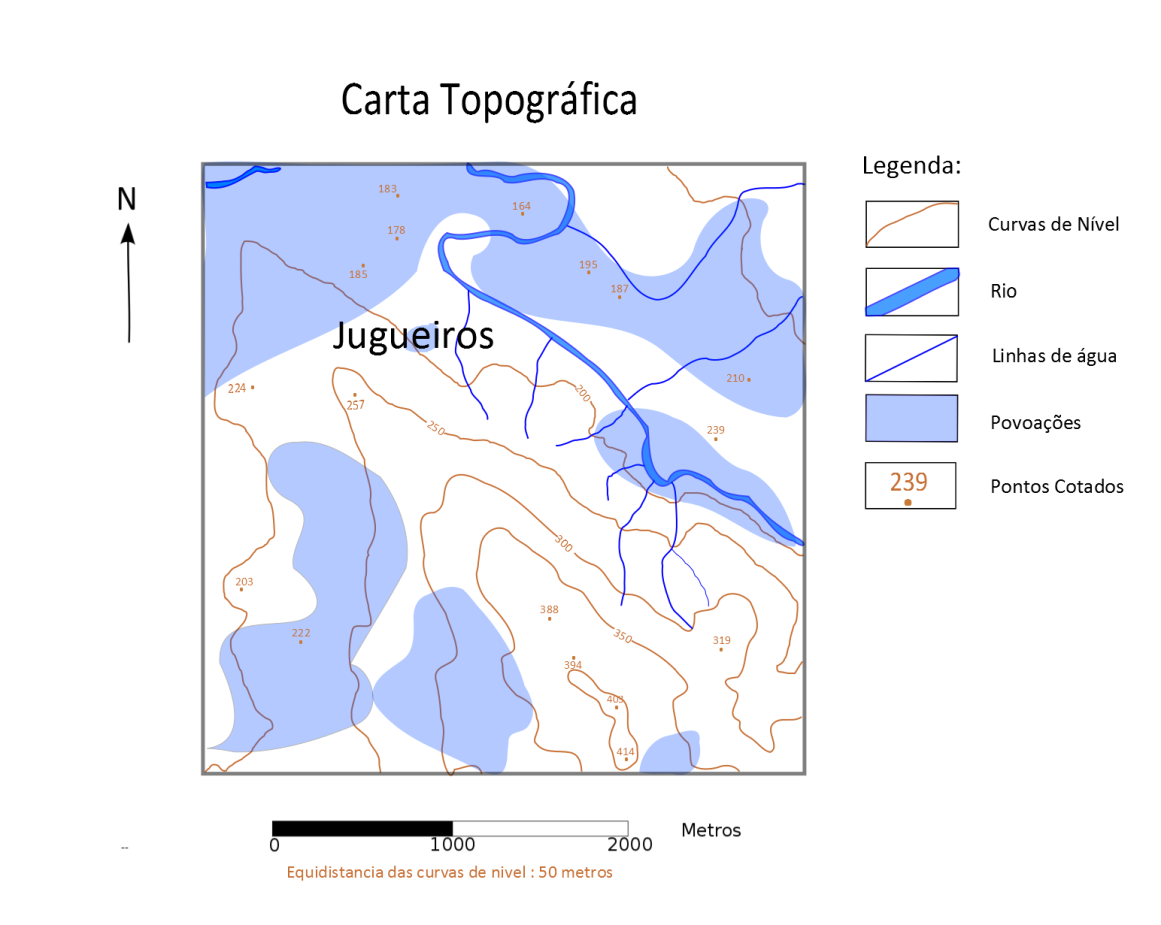 Carta Topográfica
N
Legenda:
Curvas de Nível
Rio
Linhas de água
Povoações
239
Pontos Cotados
183
164
178
185
195
187
Jugueiros
210
224
257
200
250
239
300
203
222
388
350
319
394
403
414
0 1000 2000 Metros
Equidistancia das curvas de nivel : 50 metros
--